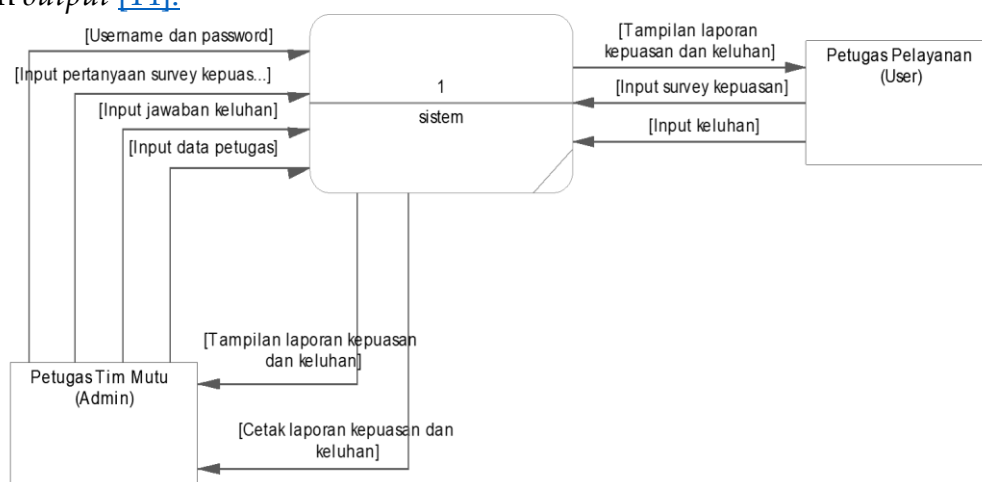 output [11].
[Username dan password]
[Input pertanyaan survey kepuas...]
[Input jawaban keluhan]
[Input data petugas]
1
sistem
[Tampilan laporan
kepuasan dan keluhan]
[Input survey kepuasan]
[Input keluhan]
Petugas Pelayanan
(User)
[Tampilan laporan kepuasan
dan keluhan]
[Cetak laporan kepuasan dan
keluhan]
Petugas Tim Mutu
(Admin)